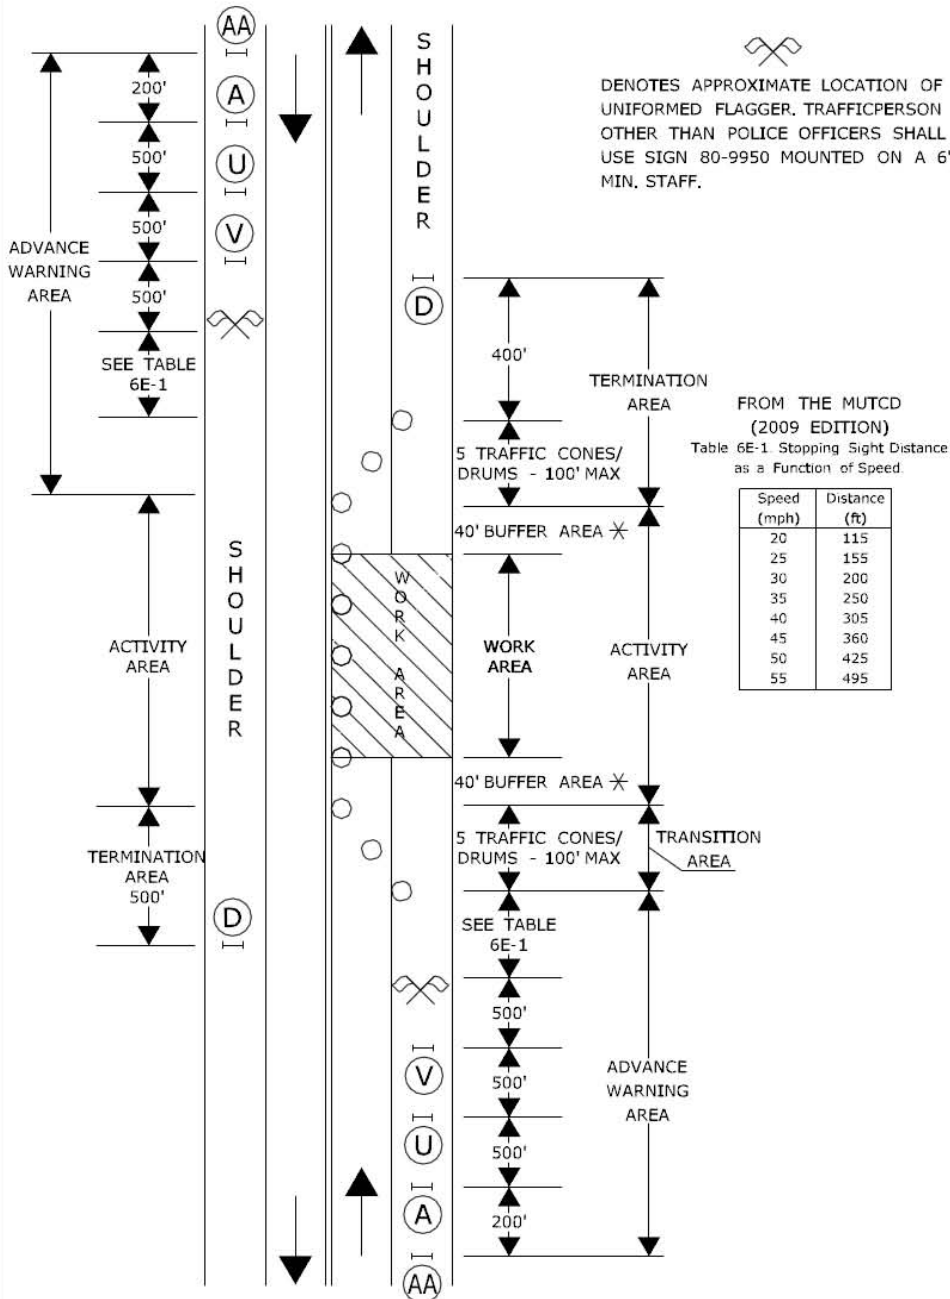 AA
200'
A
500'
U
500'
V
ADVANCE
WARNING
AREA
500'
SEE TABLE
6E-1
SHOULDER
ACTIVITY
AREA
TERMINATION
AREA
500'
D
SHOULDER
DENOTES APPROXIMATE LOCATION OF
UNIFORMED FLAGGER. TRAFFICPERSON
OTHER THAN POLICE OFFICERS SHALL
USE SIGN 80-9950 MOUNTED ON A 6'
MIN. STAFF.
D
400'
TERMINATION
AREA
5 TRAFFIC CONES/
DRUMS - 100' MAX
40' BUFFER AREA *
WORK AREA
WORK
AREA
ACTIVITY
AREA
40' BUFFER AREA *
5 TRAFFIC CONES/
DRUMS - 100' MAX
TRANSITION
AREA
SEE TABLE
6E-1
500'
V
500'
ADVANCE
WARNING
AREA
U
500'
A
200'
AA
FROM THE MUTCD
(2009 EDITION)
Table 6E-1. Stopping Sight Distance
as a Function of Speed.
Speed Distance
(mph) (ft)
20 115
25 155
30 200
35 250
40 305
45 360
50 425
55 495